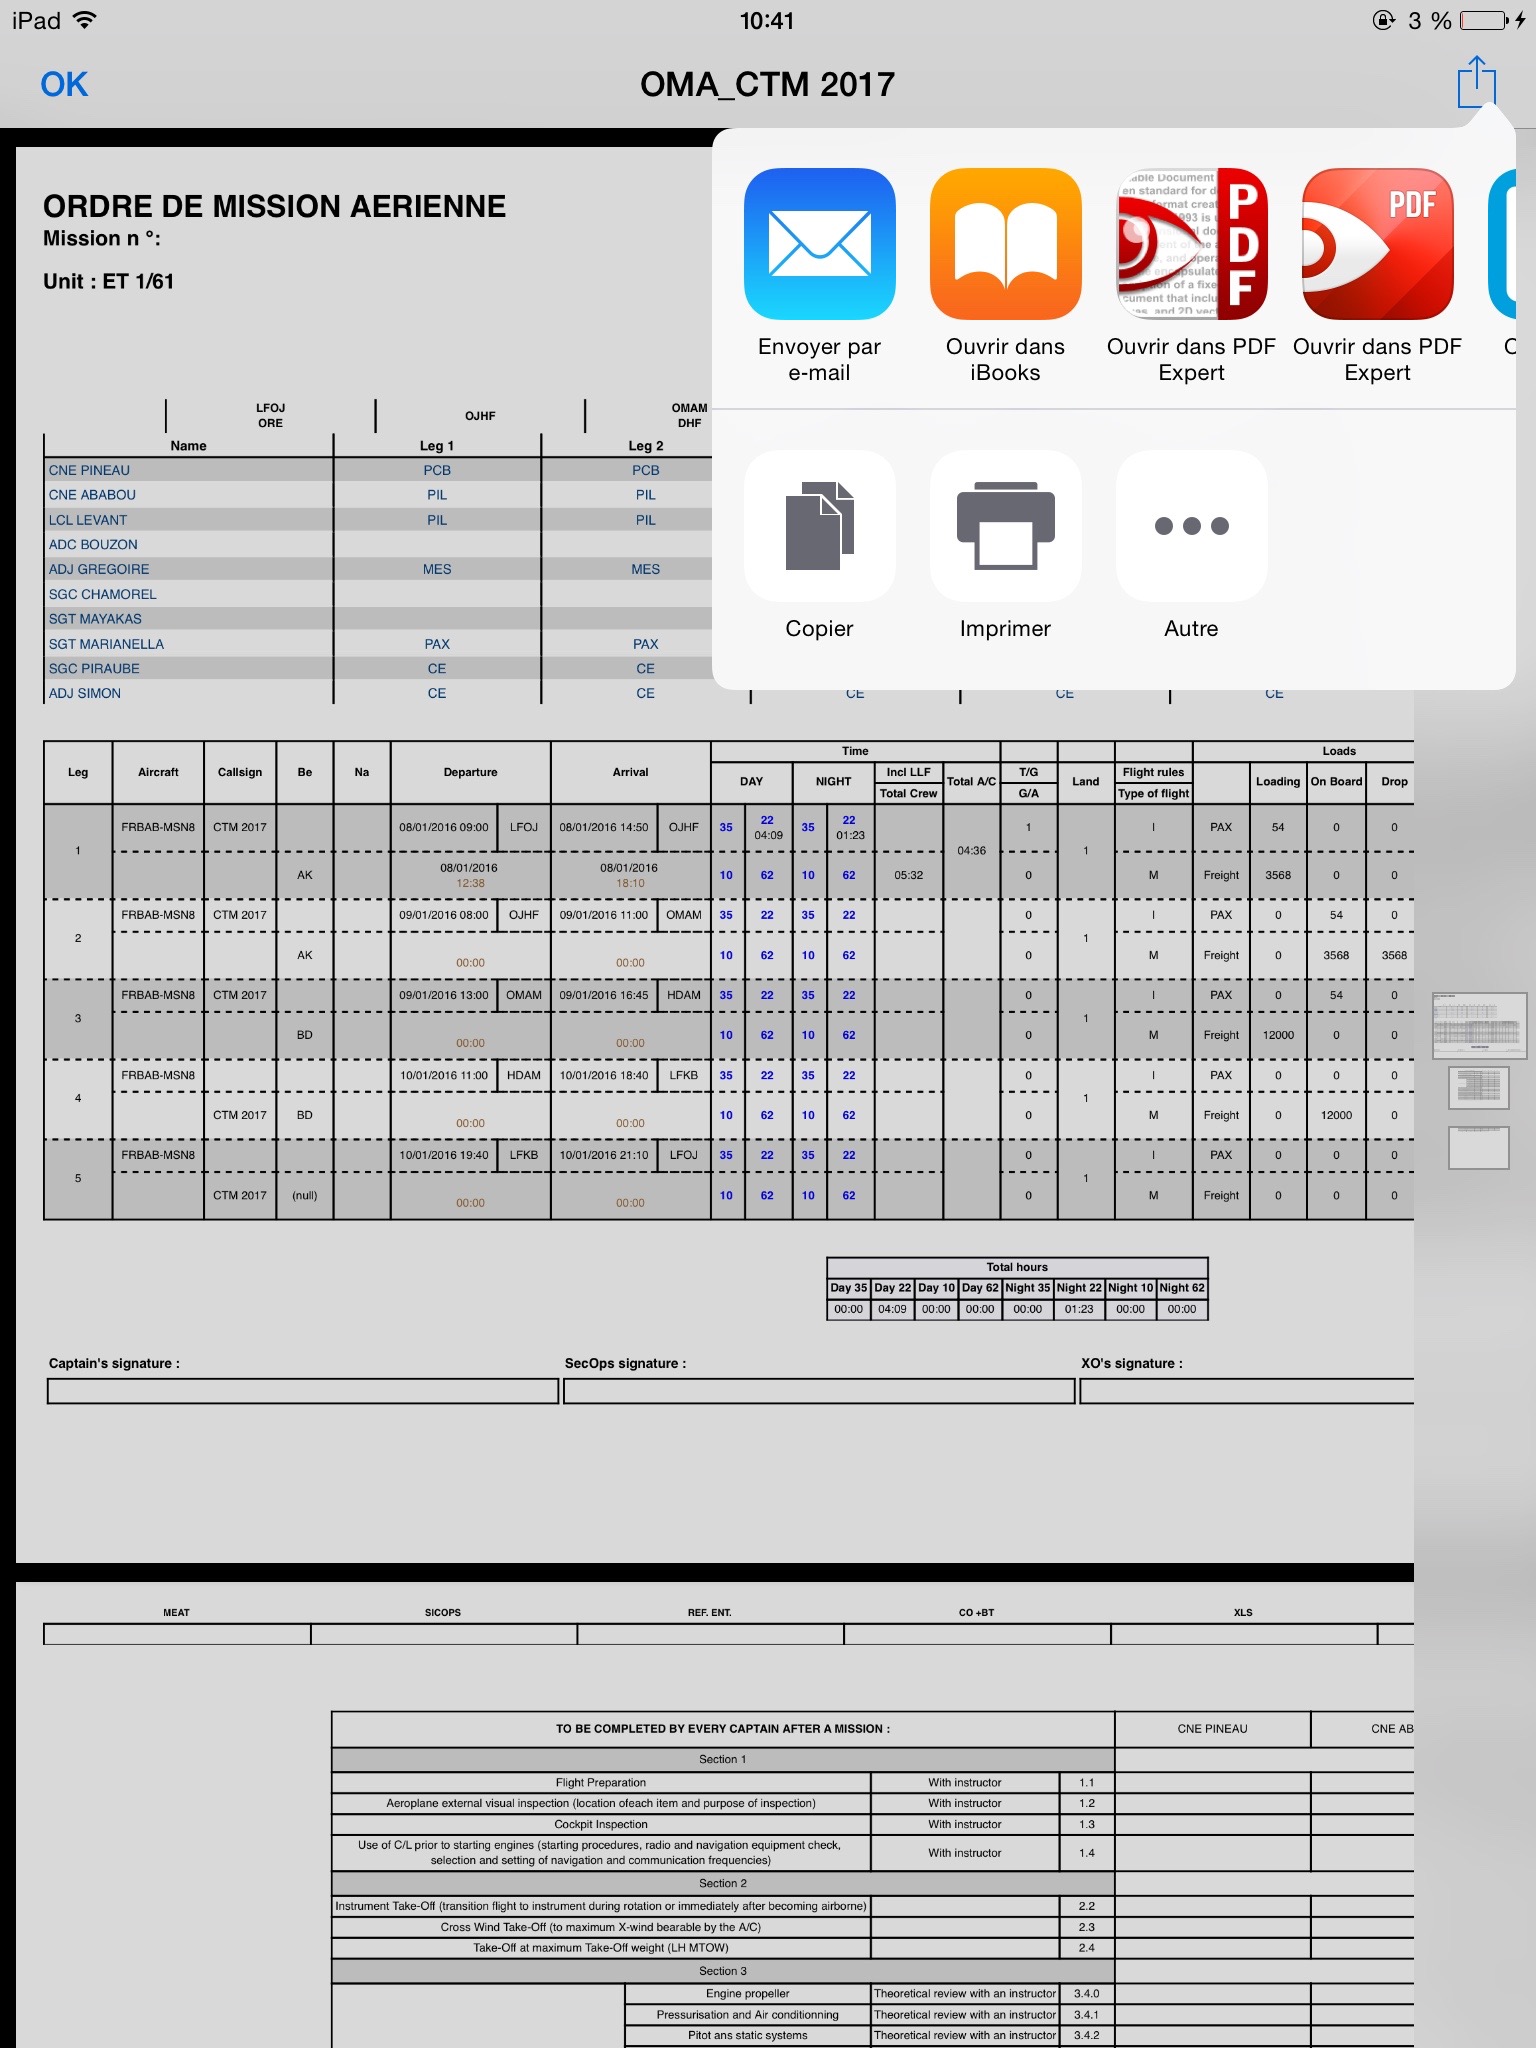 iPad 10:41 3 %
OK OMA_CTM 2017
ORDRE DE MISSION AERIENNE
Mission n °:
Unit : ET 1/61
Envoyer par e-mail
Ouvrir dans iBooks
Ouvrir dans PDF Expert
Ouvrir dans PDF Expert
PDF
PDF
Copier
Imprimer
Autre
LFOJ ORE OJHF OMAM DHF
Name Leg 1 Leg 2
CNE PINEAU PCB PCB
CNE ABABOU PIL PIL
LCL LEVANT PIL PIL
ADC BOUZON
ADJ GREGOIRE MES MES
SGC CHAMOREL
SGT MAYAKAS
SGT MARIANELLA PAX PAX
SGC PIRAUBE CE CE
ADJ SIMON CE CE CE CE CE
Time Loads
Leg Aircraft Callsign Be Na Departure Arrival DAY NIGHT Incl LLF Total A/C T/G Land Flight rules Loading On Board Drop
Total Crew G/A Type of flight
1 FRBAB-MSN8 CTM 2017 08/01/2016 09:00 LFOJ 08/01/2016 14:50 OJHF 35 22 04:09 35 22 01:23 04:36 1 1 I PAX 54 0 0
AK 08/01/2016 12:38 08/01/2016 18:10 10 62 10 62 05:32 0 M Freight 3568 0 0
2 FRBAB-MSN8 CTM 2017 09/01/2016 08:00 OJHF 09/01/2016 11:00 OMAM 35 22 35 22 0 1 I PAX 0 54 0
AK 00:00 00:00 10 62 10 62 0 M Freight 0 3568 3568
3 FRBAB-MSN8 CTM 2017 09/01/2016 13:00 OMAM 09/01/2016 16:45 HDAM 35 22 35 22 0 1 I PAX 0 54 0
BD 00:00 00:00 10 62 10 62 0 M Freight 12000 0 0
4 FRBAB-MSN8 10/01/2016 11:00 HDAM 10/01/2016 18:40 LFKB 35 22 35 22 0 1 I PAX 0 0 0
CTM 2017 BD 00:00 00:00 10 62 10 62 0 M Freight 0 12000 0
5 FRBAB-MSN8 10/01/2016 19:40 LFKB 10/01/2016 21:10 LFOJ 35 22 35 22 0 1 I PAX 0 0 0
CTM 2017 (null) 00:00 00:00 10 62 10 62 0 M Freight 0 0 0
Total hours
Day 35 Day 22 Day 10 Day 62 Night 35 Night 22 Night 10 Night 62
00:00 04:09 00:00 00:00 00:00 01:23 00:00 00:00
Captain's signature : SecOps signature : XO's signature :
MEAT SICOPS REF. ENT. CO +BT XLS
TO BE COMPLETED BY EVERY CAPTAIN AFTER A MISSION : CNE PINEAU CNE AB
Section 1
Flight Preparation With instructor 1.1
Aeroplane external visual inspection (location ofeach item and purpose of inspection) With instructor 1.2
Cockpit Inspection With instructor 1.3
Use of C/L prior to starting engines (starting procedures, radio and navigation equipment check,
selection and setting of navigation and communication frequencies) With instructor 1.4
Section 2
Instrument Take-Off (transition flight to instrument during rotation or immediately after becoming airborne) 2.2
Cross Wind Take-Off (to maximum X-wind bearable by the A/C) 2.3
Take-Off at maximum Take-Off weight (LH MTOW) 2.4
Section 3
Engine propeller Theoretical review with an instructor 3.4.0
Pressurisation and Air conditionning Theoretical review with an instructor 3.4.1
Pitot ans static systems Theoretical review with an instructor 3.4.2